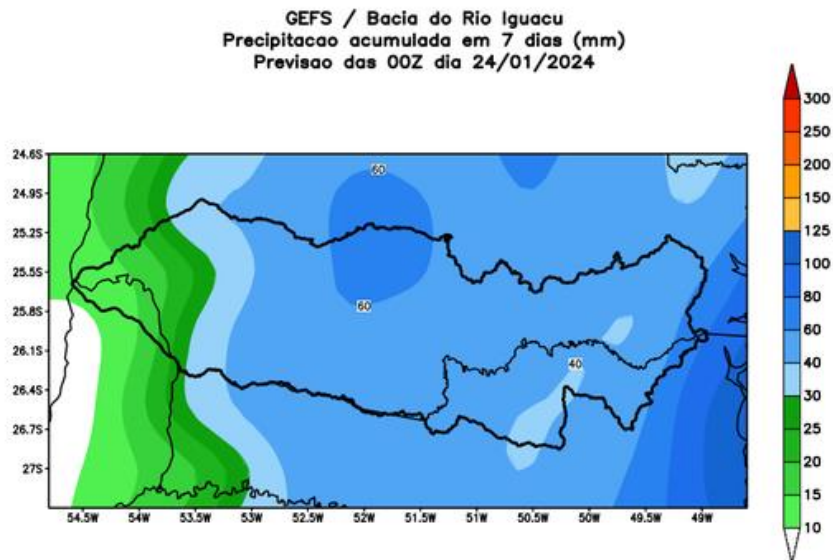 GEFS / Bacia do Rio Iguacu
Precipitacao acumulada em 7 dias (mm)
Previsao das 00Z dia 24/01/2024
24.6S
24.9S
25.2S
25.5S
25.8S
26.1S
26.4S
26.7S
27S
60
60
40
54.5W 54W 53.5W 53W 52.5W 52W 51.5W 51W 50.5W 50W 49.5W 49W
300
250
200
150
125
100
80
60
50
40
30
25
20
15
10